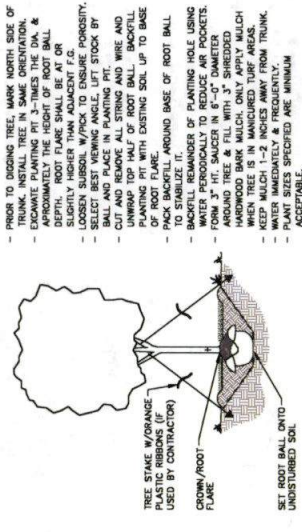 - PRIOR TO DIGGING TREE, MARK NORTH SIDE OF
TRUNK. INSTALL TREE IN SAME ORIENTATION.
- EXCAVATE PLANTING PIT 3-TIMES THE DIA. &
APROXIMATELY THE HEIGHT OF ROOT BALL
DEPTH. ROOT FLARE SHALL BE AT OR
SLIGHTLY HIGHER THAN ADJACENT F.G.
- LOOSEN SUBSOIL W/PICK TO ENSURE POROSITY.
- SELECT BEST VIEWING ANGLE. LIFT STOCK BY
BALL AND PLACE IN PLANTING PIT.
- CUT AND REMOVE ALL STRING AND WIRE AND
UNWRAP TOP HALF OF ROOT BALL. BACKFILL
PLANTING PIT WITH EXISTING SOIL UP TO BASE
OF ROOT FLARE.
- PACK BACKFILL AROUND BASE OF ROOT BALL
TO STABILIZE IT.
- BACKFILL REMAINDER OF PLANTING HOLE USING
WATER PERIODICALLY TO REDUCE AIR POCKETS.
- FORM 3" HT. SAUCER IN 6'-0" DIAMETER
AROUND TREE & FILL WITH 3" SHREDDED
HARDWOOD BARK MULCH. ONLY APPLY MULCH
WHEN TREE IS IN MANICURED TURF AREAS.
- KEEP MULCH 1-2 INCHES AWAY FROM TRUNK.
- WATER IMMEDIATELY & FREQUENTLY.
- PLANT SIZES SPECIFIED ARE MINIMUM
ACCEPTABLE.
TREE STAKE W/ORANGE
PLASTIC RIBBONS (IF
USED BY CONTRACTOR)
CROWN/ROOT
FLARE
SET ROOT BALL ONTO
UNDISTURBED SOIL